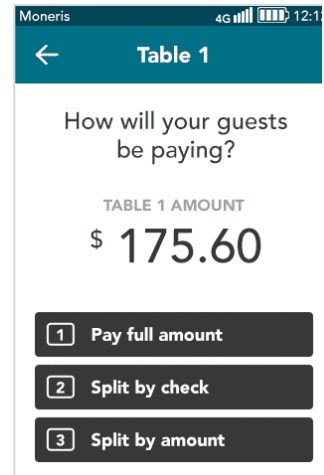 Moneris 4G 12:12
Table 1
How will your guests
be paying?
TABLE 1 AMOUNT
$ 175.60
1 Pay full amount
2 Split by check
3 Split by amount